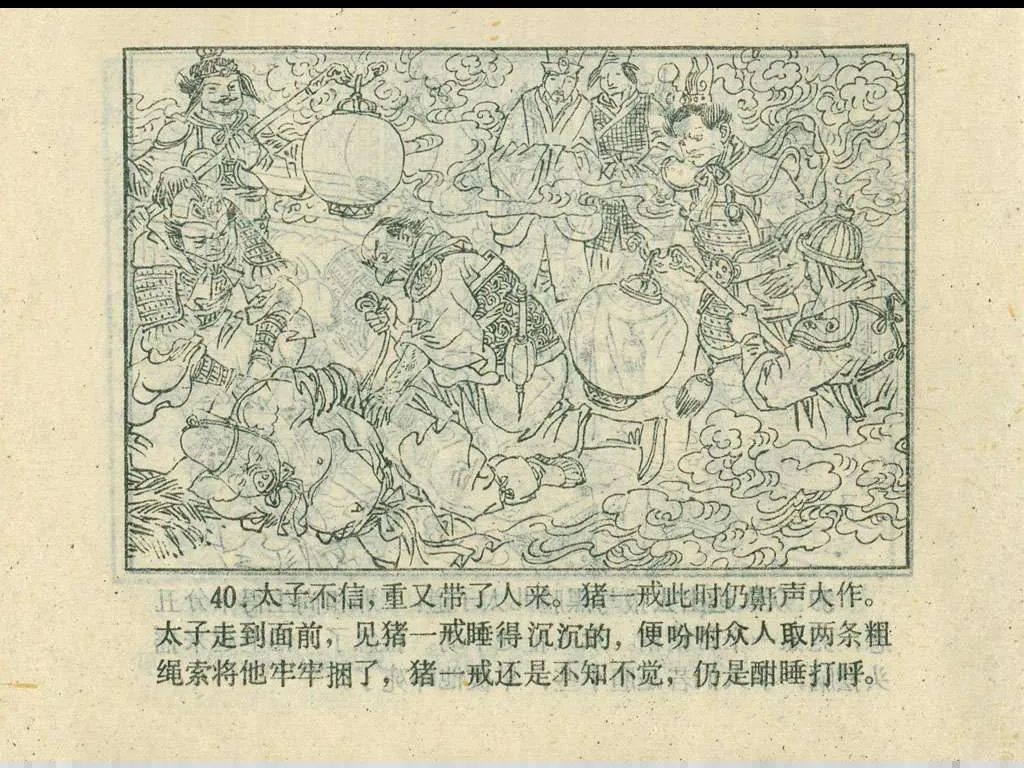 40. 太子不信，重又带了人来。猪一戒此时仍鼾声大作。
太子走到面前，见猪一戒睡得沉沉的，便吩咐众人取两条粗
绳索将他牢牢捆了，猪一戒还是不知不觉，仍是酣睡打呼。